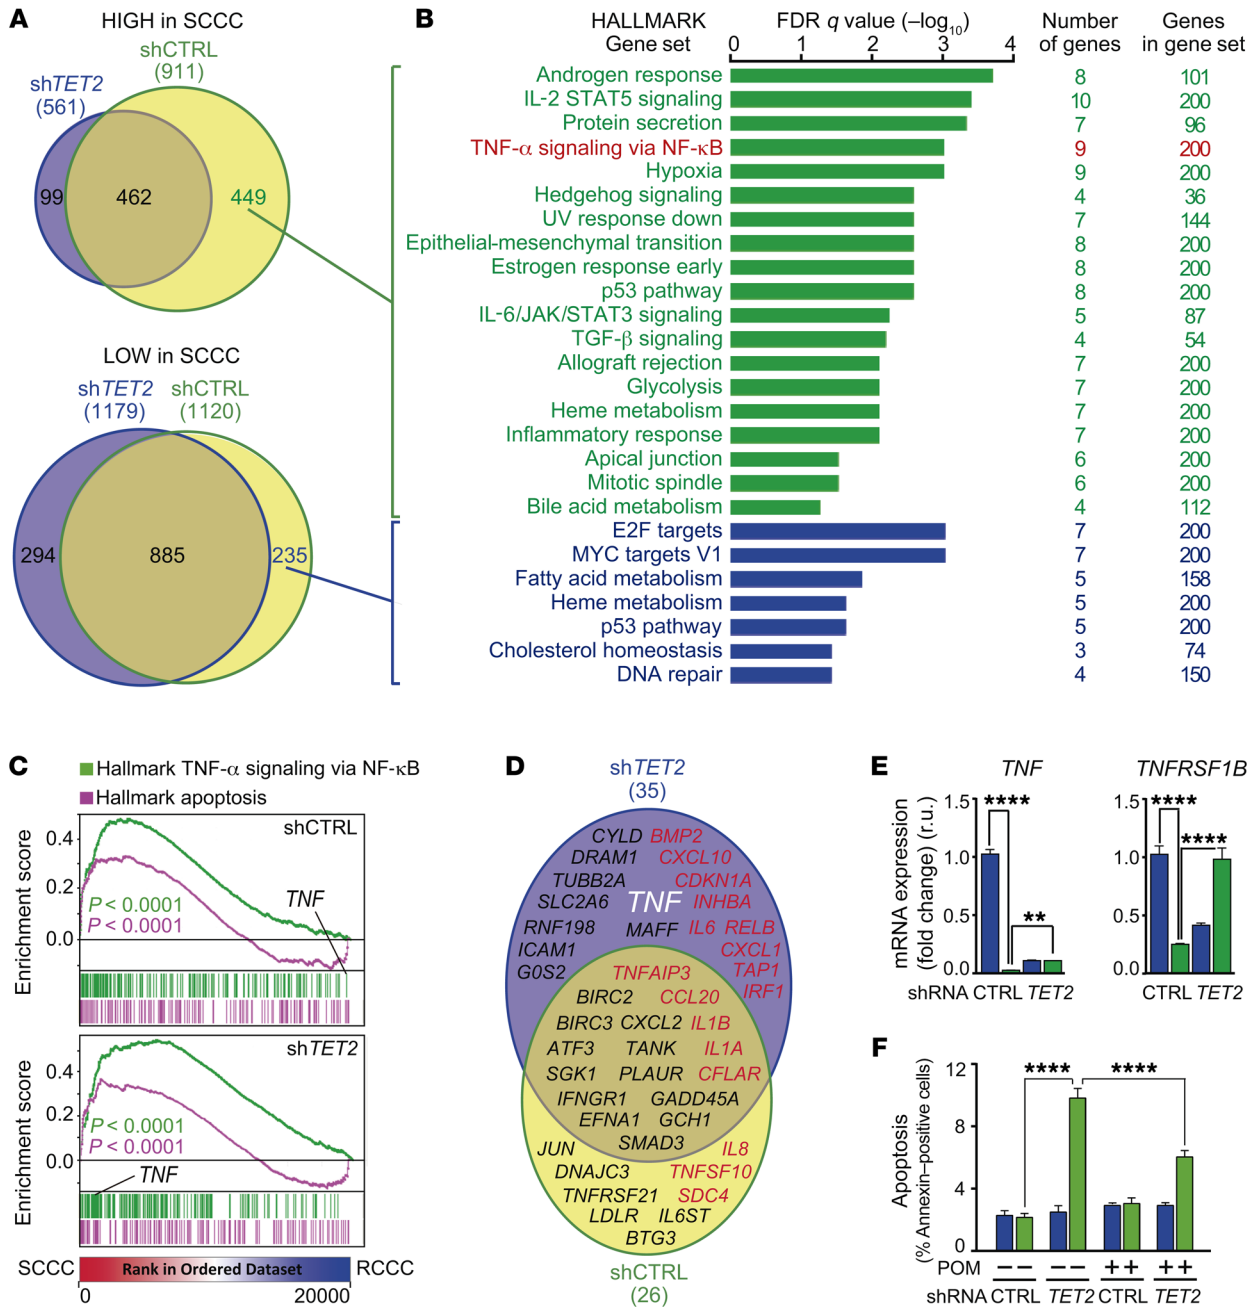 A
HIGH in SCCC
shCTRL
(911)
shTET2
(561)
99
462
449
LOW in SCCC
shTET2 shCTRL
(1179) (1120)
294
885
235
B
HALLMARK FDR q value (–log10) Number Genes
Gene set 0 1 2 3 4 of genes in gene set
Androgen response 8 101
IL-2 STAT5 signaling 10 200
Protein secretion 7 96
TNF-α signaling via NF-κB 9 200
Hypoxia 9 200
Hedgehog signaling 4 36
UV response down 7 144
Epithelial-mesenchymal transition 8 200
Estrogen response early 8 200
p53 pathway 8 200
IL-6/JAK/STAT3 signaling 5 87
TGF-β signaling 4 54
Allograft rejection 7 200
Glycolysis 7 200
Heme metabolism 7 200
Inflammatory response 7 200
Apical junction 6 200
Mitotic spindle 6 200
Bile acid metabolism 4 112
E2F targets 7 200
MYC targets V1 7 200
Fatty acid metabolism 5 158
Heme metabolism 5 200
p53 pathway 5 200
Cholesterol homeostasis 3 74
DNA repair 4 150
C
Hallmark TNF-α signaling via NF-κB
Hallmark apoptosis
Enrichment score
0.4
0.2
0.0
shCTRL
TNF
P < 0.0001
P < 0.0001
Enrichment score
0.4
0.2
0.0
shTET2
P < 0.0001
P < 0.0001
TNF
SCCC Rank in Ordered Dataset RCCC
0 20000
D
shTET2
(35)
CYLD BMP2
DRAM1 CXCL10
TUBB2A CDKN1A
SLC2A6 TNF INHBA
RNF198 MAFF IL6 RELB
ICAM1 CXCL1
G0S2 TNFAIP3 TAP1
BIRC2 CCL20 IRF1
BIRC3 CXCL2 IL1B
ATF3 TANK IL1A
SGK1 PLAUR CFLAR
IFNGR1 GADD45A
EFNA1 GCH1
SMAD3
JUN IL8
DNAJC3 TNFSF10
TNFRSF21 SDC4
LDLR IL6ST
BTG3
shCTRL
(26)
E
TNF TNFRSF1B
mRNA expression
(fold change) (r.u.)
1.5
1.0
0.5
0.0
****
**
1.5
1.0
0.5
0.0
****
****
shRNA CTRL TET2 CTRL TET2
F
Apoptosis
(% Annexin–positive cells)
12
8
4
0
**** ****
POM – – – – + + + +
shRNA CTRL TET2 CTRL TET2